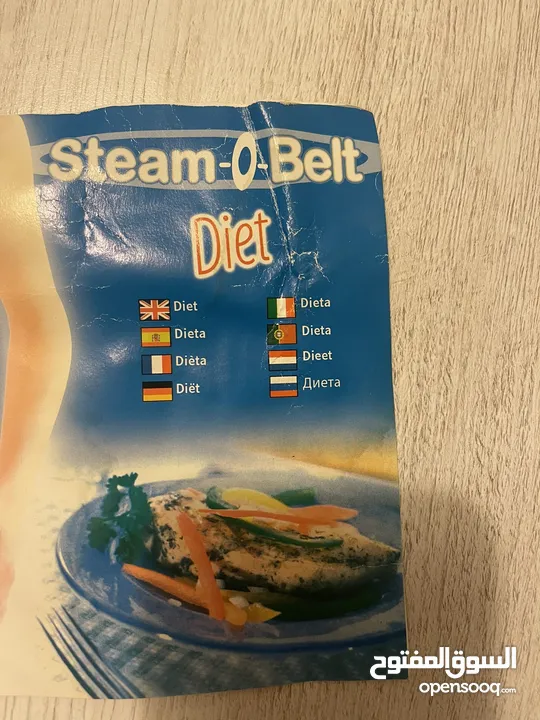 Steam-O-Belt
Diet
Diet
Dieta
Dièta
Diët
Dieta
Dieta
Dieet
Диета
السوق المفتوح
opensooq.com